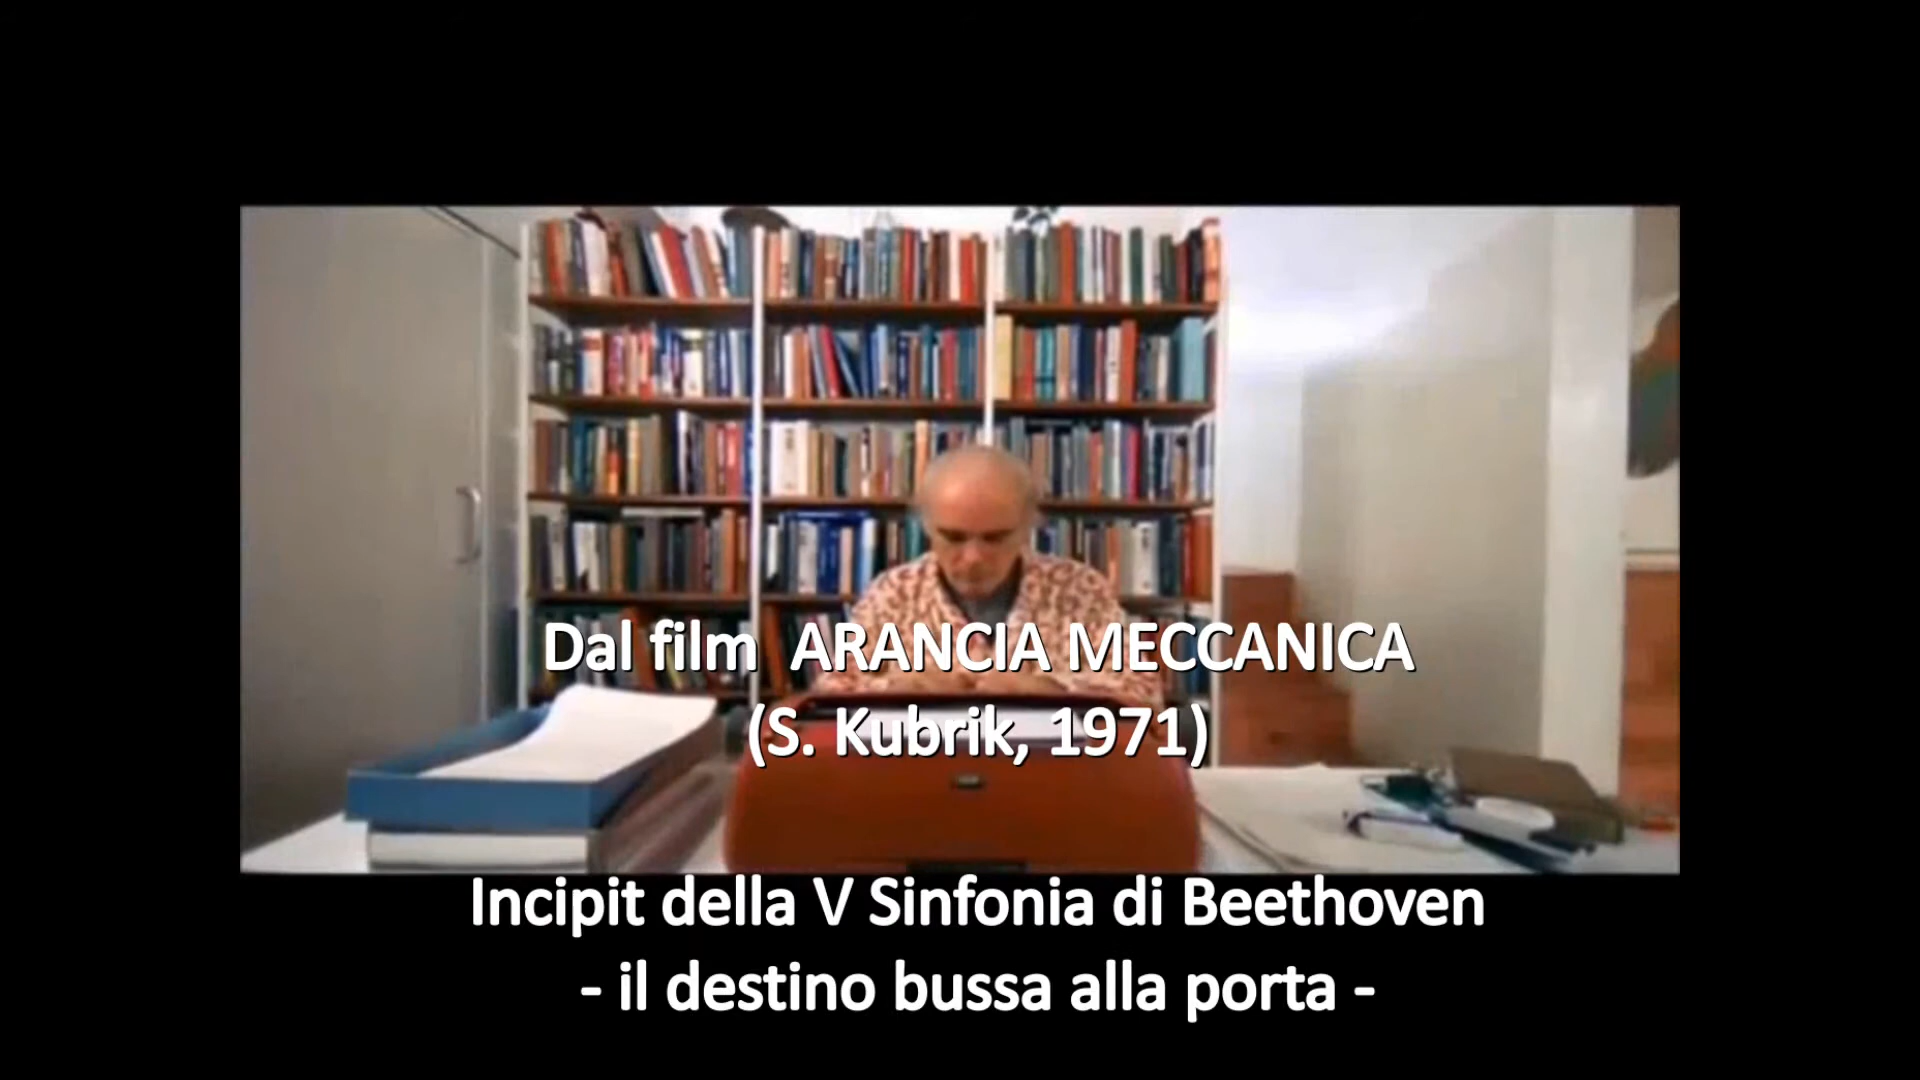 Dal film ARANCIA MECCANICA
(S. Kubrik, 1971)
Incipit della V Sinfonia di Beethoven
- il destino bussa alla porta -